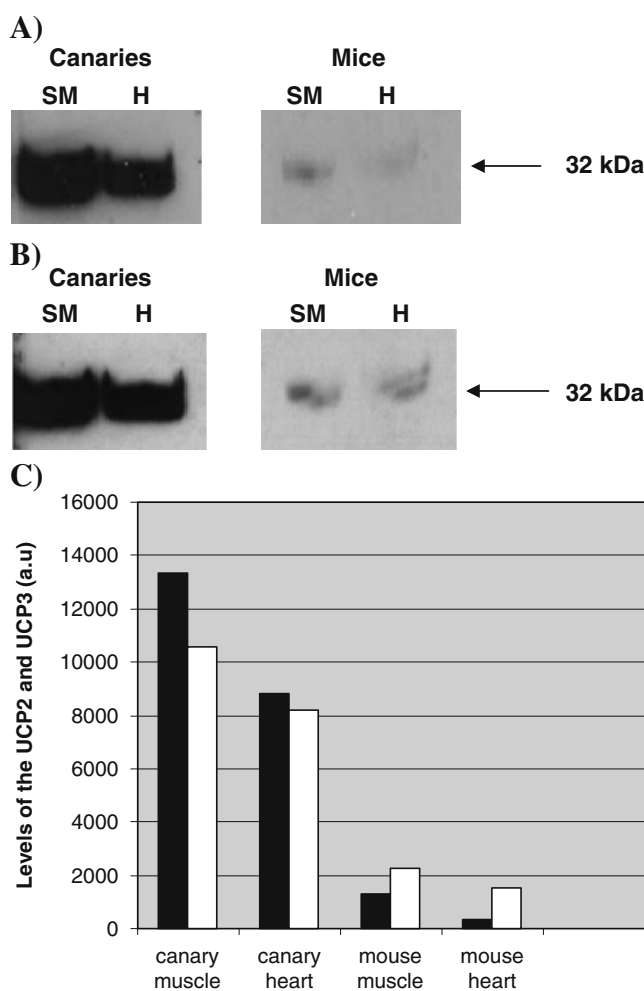 A)
Canaries Mice
SM H SM H
32 kDa
B)
Canaries Mice
SM H SM H
32 kDa
C)
Levels of the UCP2 and UCP3 (a.u)
16000
14000
12000
10000
8000
6000
4000
2000
0
canary muscle
canary heart
mouse muscle
mouse heart